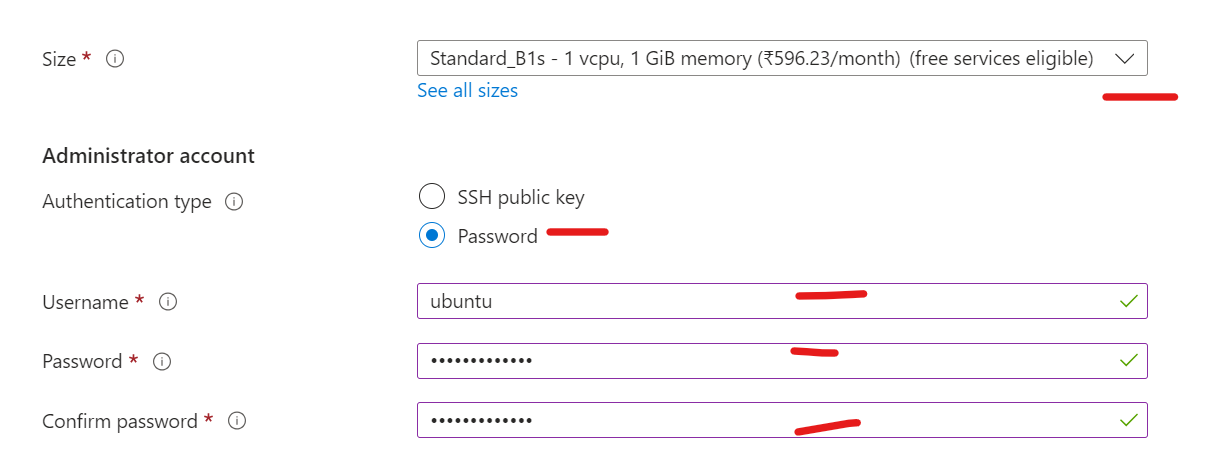 Size * Standard_B1s - 1 vcpu, 1 GiB memory (₹596.23/month) (free services eligible)
See all sizes
Administrator account
Authentication type SSH public key
Password
Username * ubuntu
Password * •••••••••••••
Confirm password * •••••••••••••